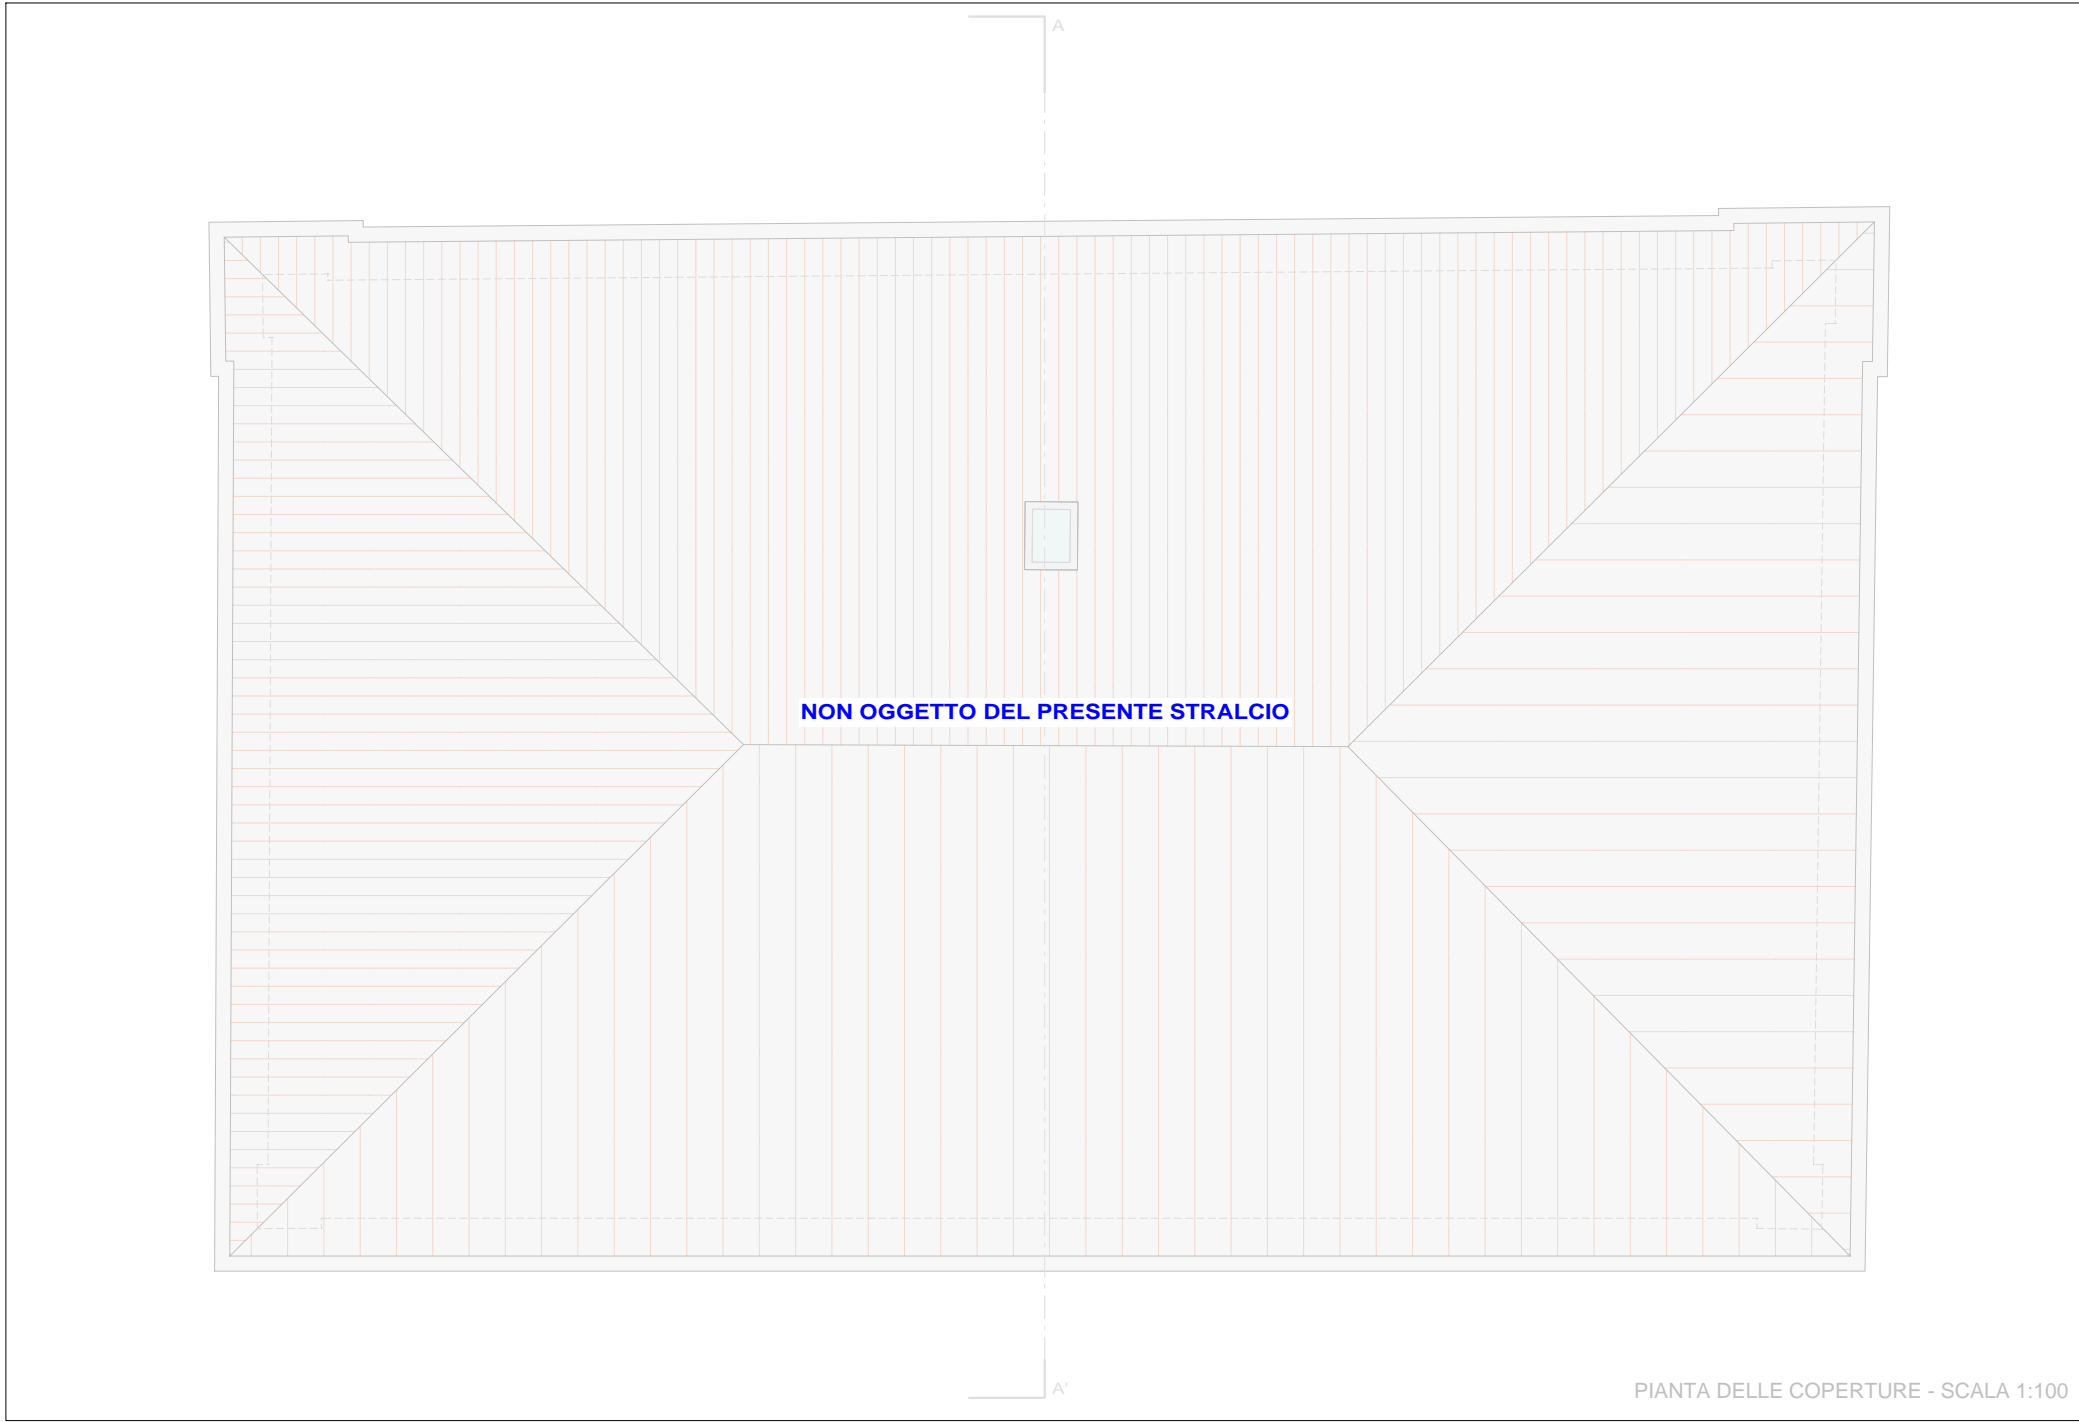 A
NON OGGETTO DEL PRESENTE STRALCIO
A'
PIANTA DELLE COPERTURE - SCALA 1:100